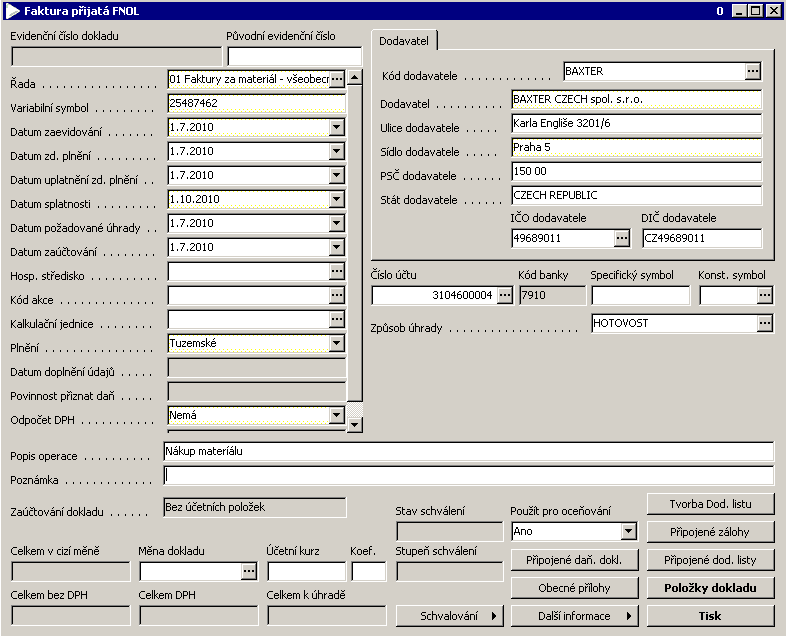 Faktura přijatá FNOL 0
Evidenční číslo dokladu Původní evidenční číslo
Řada . . . . . . . . . . . . . . . . . 01 Faktury za materiál - všeobecr ...
Variabilní symbol . . . . . . . . . 25487462
Datum zaevidování . . . . . . . . 1.7.2010
Datum zd. plnění . . . . . . . . . 1.7.2010
Datum uplatnění zd. plnění . . 1.7.2010
Datum splatnosti . . . . . . . . . 1.10.2010
Datum požadované úhrady . . 1.7.2010
Datum zaúčtování . . . . . . . . 1.7.2010
Hosp. středisko . . . . . . . . . . ...
Kód akce . . . . . . . . . . . . . . ...
Kalkulační jednice . . . . . . . . . ...
Plnění . . . . . . . . . . . . . . . . Tuzemské
Datum doplnění údajů . . . . .
Povinnost přiznat daň . . . . .
Odpočet DPH . . . . . . . . . . . Nemá
Dodavatel
Kód dodavatele . . . . . . . . . . . . . BAXTER ...
Dodavatel . . . . . . . . . BAXTER CZECH spol. s.r.o.
Ulice dodavatele . . . . . Karla Engliše 3201/6
Sídlo dodavatele . . . . . Praha 5
PSČ dodavatele . . . . . 150 00
Stát dodavatele . . . . . CZECH REPUBLIC
IČO dodavatele DIČ dodavatele
49689011 ... CZ49689011
Číslo účtu Kód banky Specifický symbol Konst. symbol
3104600004 ... 7910 ...
Způsob úhrady . . . . . . . . . . . . . . . . . . . HOTOVOST ...
Popis operace . . . . . . . . . . Nákup materíálu
Poznámka . . . . . . . . . . . . .
Zaúčtování dokladu . . . . . . Bez účetních položek
Stav schválení Použít pro oceňování Tvorba Dod. listu
Ano Připojené zálohy
Celkem v cizí měně Měna dokladu Účetní kurz Koef. Stupeň schválení Připojené daň. dokl. Připojené dod. listy
...
Celkem bez DPH Celkem DPH Celkem k úhradě Obecné přílohy Položky dokladu
Schvalování Další informace Tisk